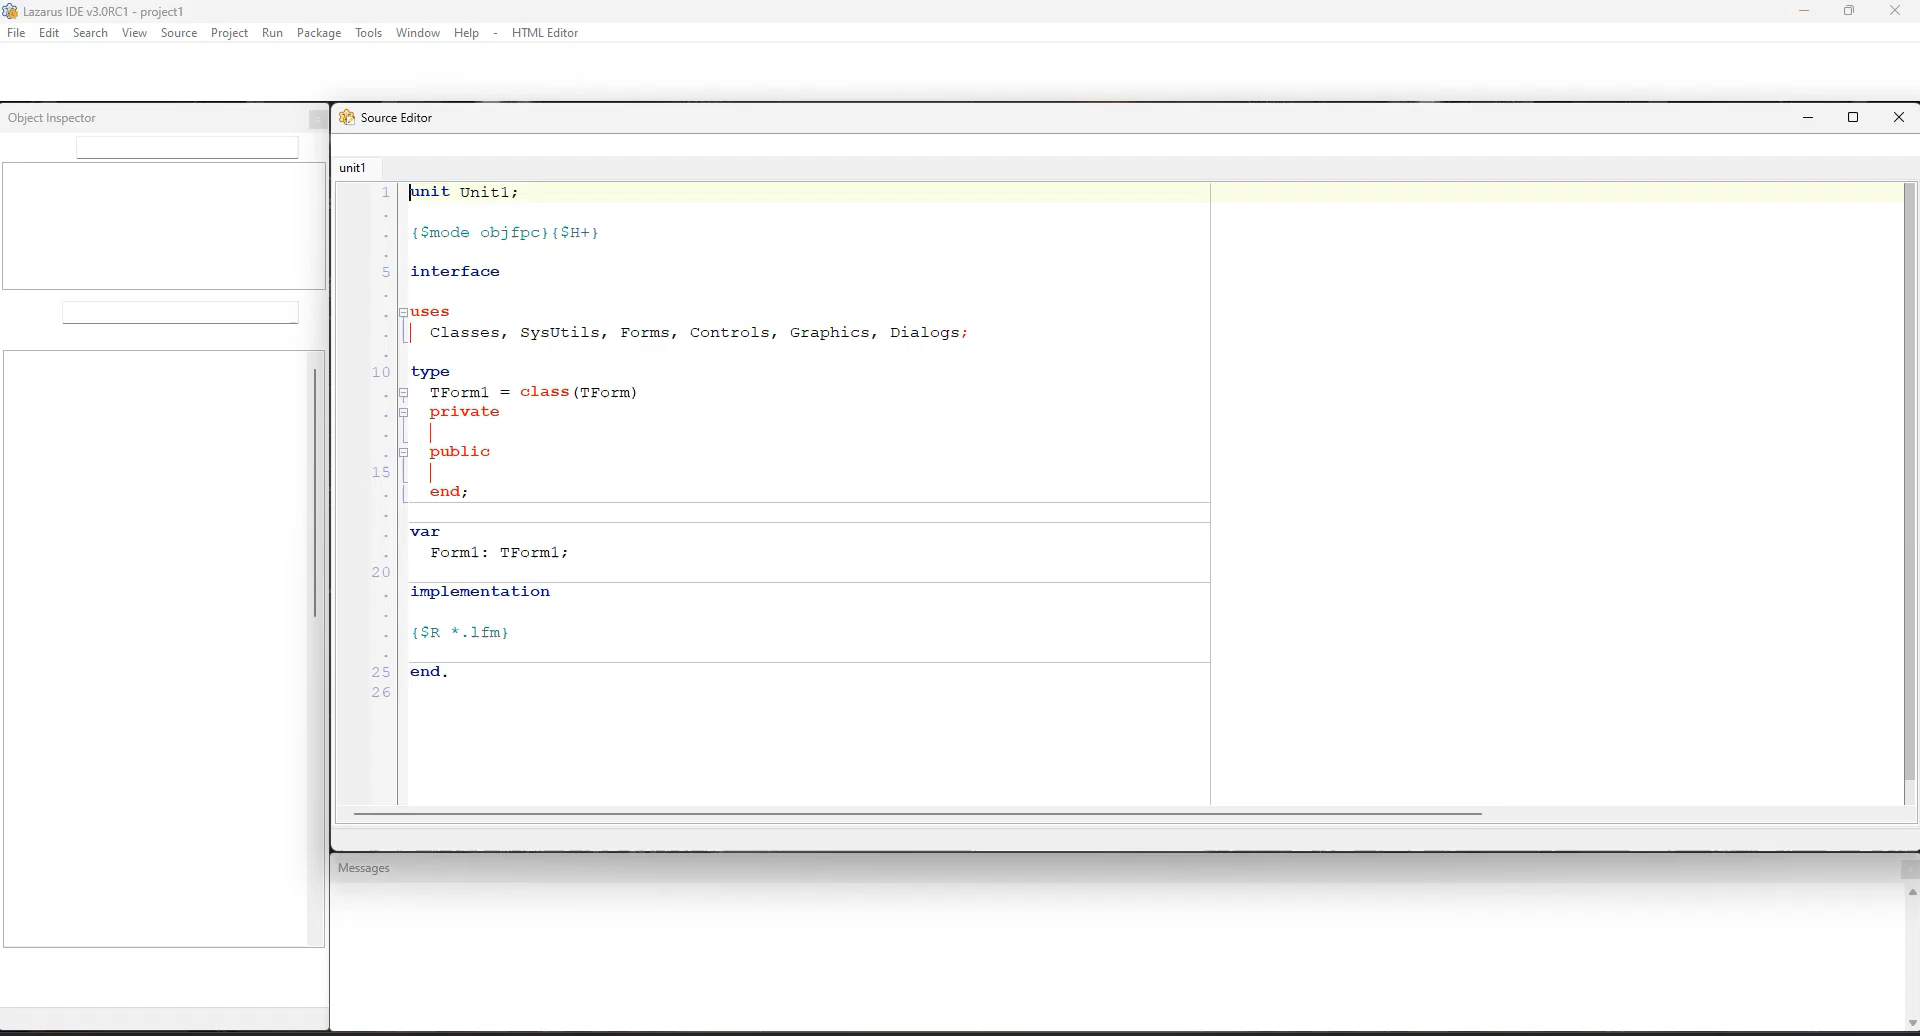 Lazarus IDE v3.0RC1 - project1
File Edit Search View Source Project Run Package Tools Window Help - HTML Editor
Object Inspector
Source Editor
unit1
1 unit Unit1;
.
. {$mode objfpc}{$H+}
.
5 interface
.
. uses
. Classes, SysUtils, Forms, Controls, Graphics, Dialogs;
.
10 type
. TForm1 = class(TForm)
. private
.
. public
15
. end;
.
. var
. Form1: TForm1;
20
. implementation
.
. {$R *.lfm}
.
25 end.
26
Messages